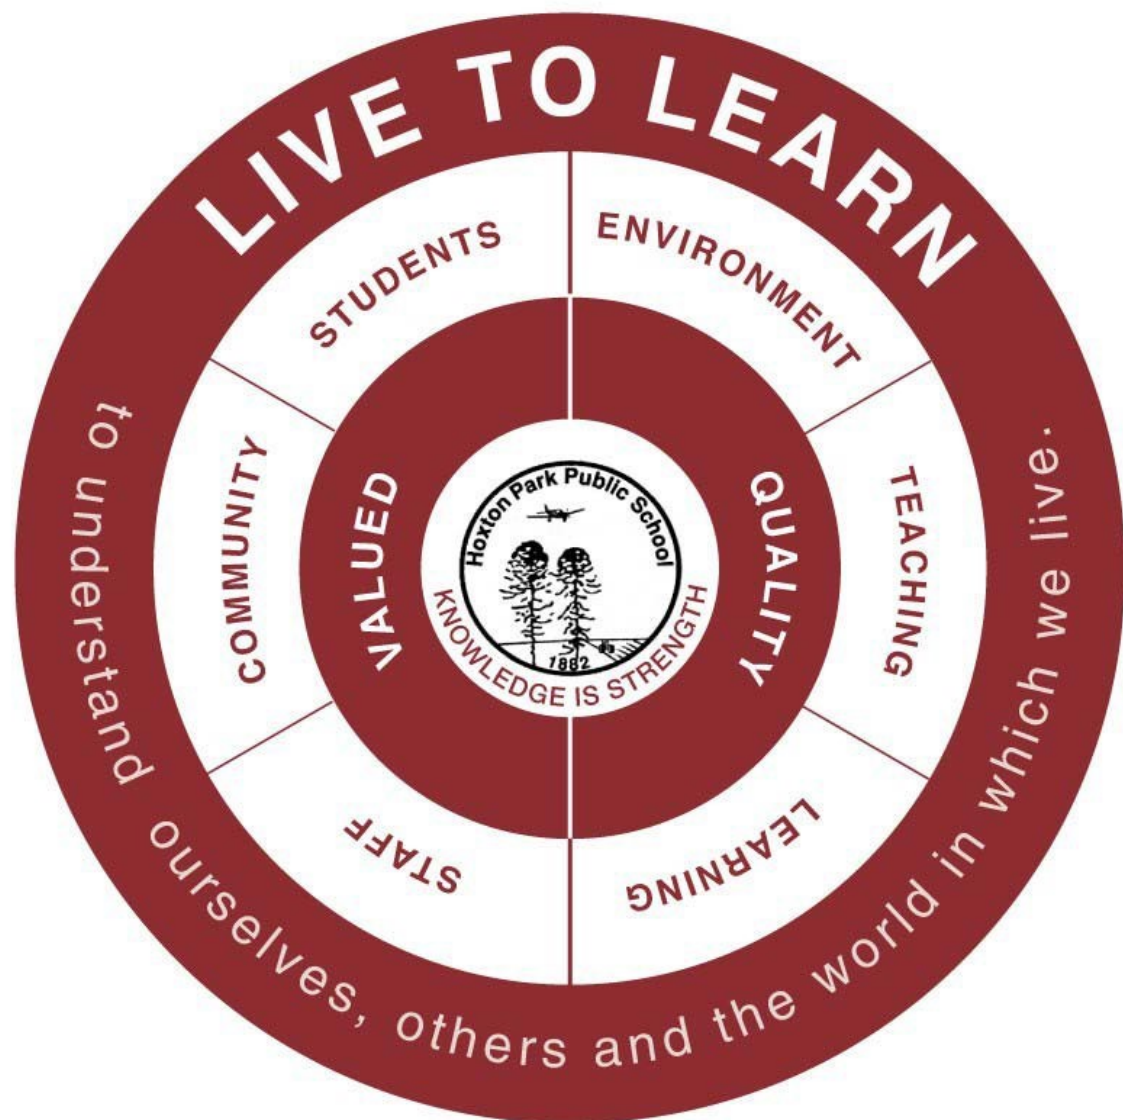 LIVE TO LEARN
to understand ourselves, others and the world in which we live.
STUDENTS
COMMUNITY
STAFF
ENVIRONMENT
TEACHING
LEARNING
VALUED
QUALITY
Hoxton Park Public School
1882
KNOWLEDGE IS STRENGTH